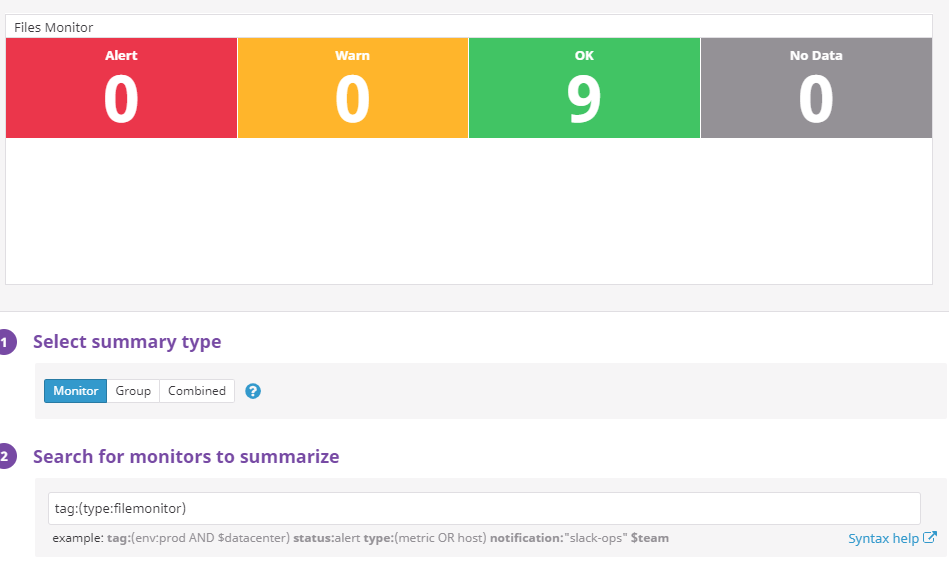 Files Monitor
Alert Warn OK No Data
0 0 9 0
1 Select summary type
Monitor Group Combined ?
2 Search for monitors to summarize
tag:(type:filemonitor)
example: tag:(env:prod AND $datacenter) status:alert type:(metric OR host) notification:"slack-ops" $team Syntax help